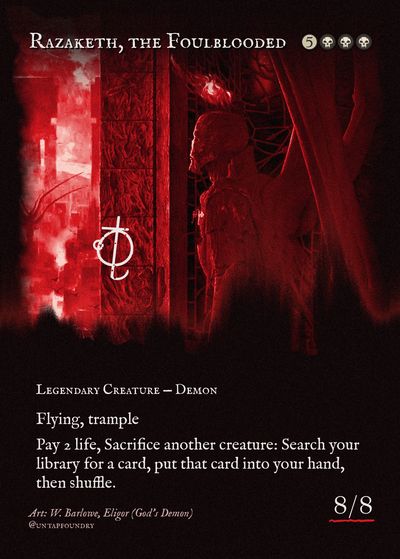 Razaketh, the Foulblooded 5
Legendary Creature – Demon
Flying, trample
Pay 2 life, Sacrifice another creature: Search your
library for a card, put that card into your hand,
then shuffle.
8/8
Art: W. Barlowe, Eligor (God's Demon)
@untapfoundry